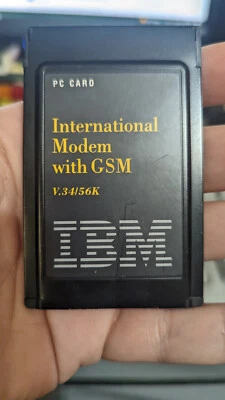 PC CARD
International
Modem
with GSM
V.34/56K
IBM